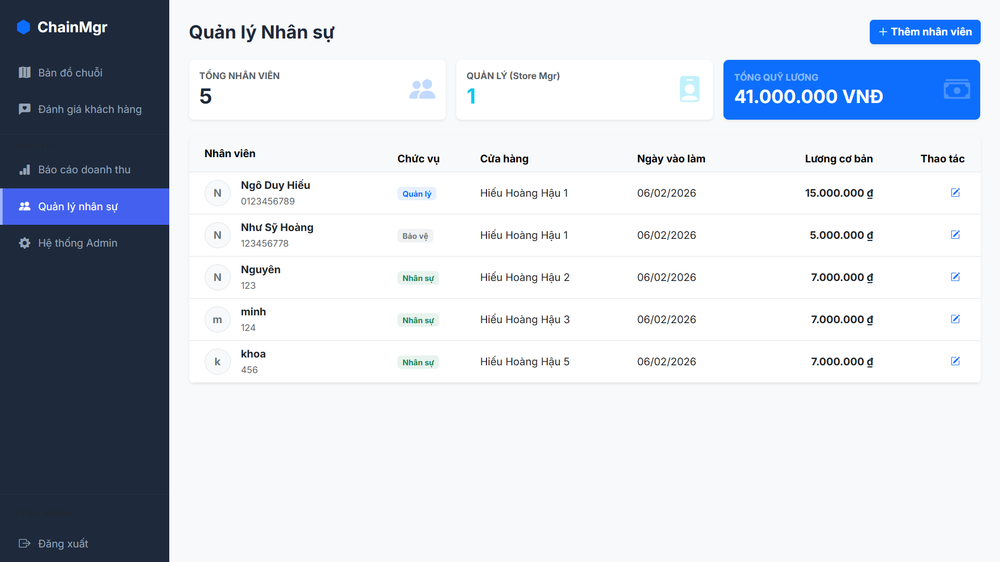 ChainMgr
Bản đồ chuỗi
Đánh giá khách hàng
Báo cáo doanh thu
Quản lý nhân sự
Hệ thống Admin
Đăng xuất
Quản lý Nhân sự
Thêm nhân viên
TỔNG NHÂN VIÊN
5
QUẢN LÝ (Store Mgr)
1
TỔNG QUỸ LƯƠNG
41.000.000 VNĐ
Nhân viên Chức vụ Cửa hàng Ngày vào làm Lương cơ bản Thao tác
N Ngô Duy Hiếu Quản lý Hiếu Hoàng Hậu 1 06/02/2026 15.000.000 ₫
0123456789
N Như Sỹ Hoàng Bảo vệ Hiếu Hoàng Hậu 1 06/02/2026 5.000.000 ₫
123456778
N Nguyên Nhân sự Hiếu Hoàng Hậu 2 06/02/2026 7.000.000 ₫
123
m minh Nhân sự Hiếu Hoàng Hậu 3 06/02/2026 7.000.000 ₫
124
k khoa Nhân sự Hiếu Hoàng Hậu 5 06/02/2026 7.000.000 ₫
456